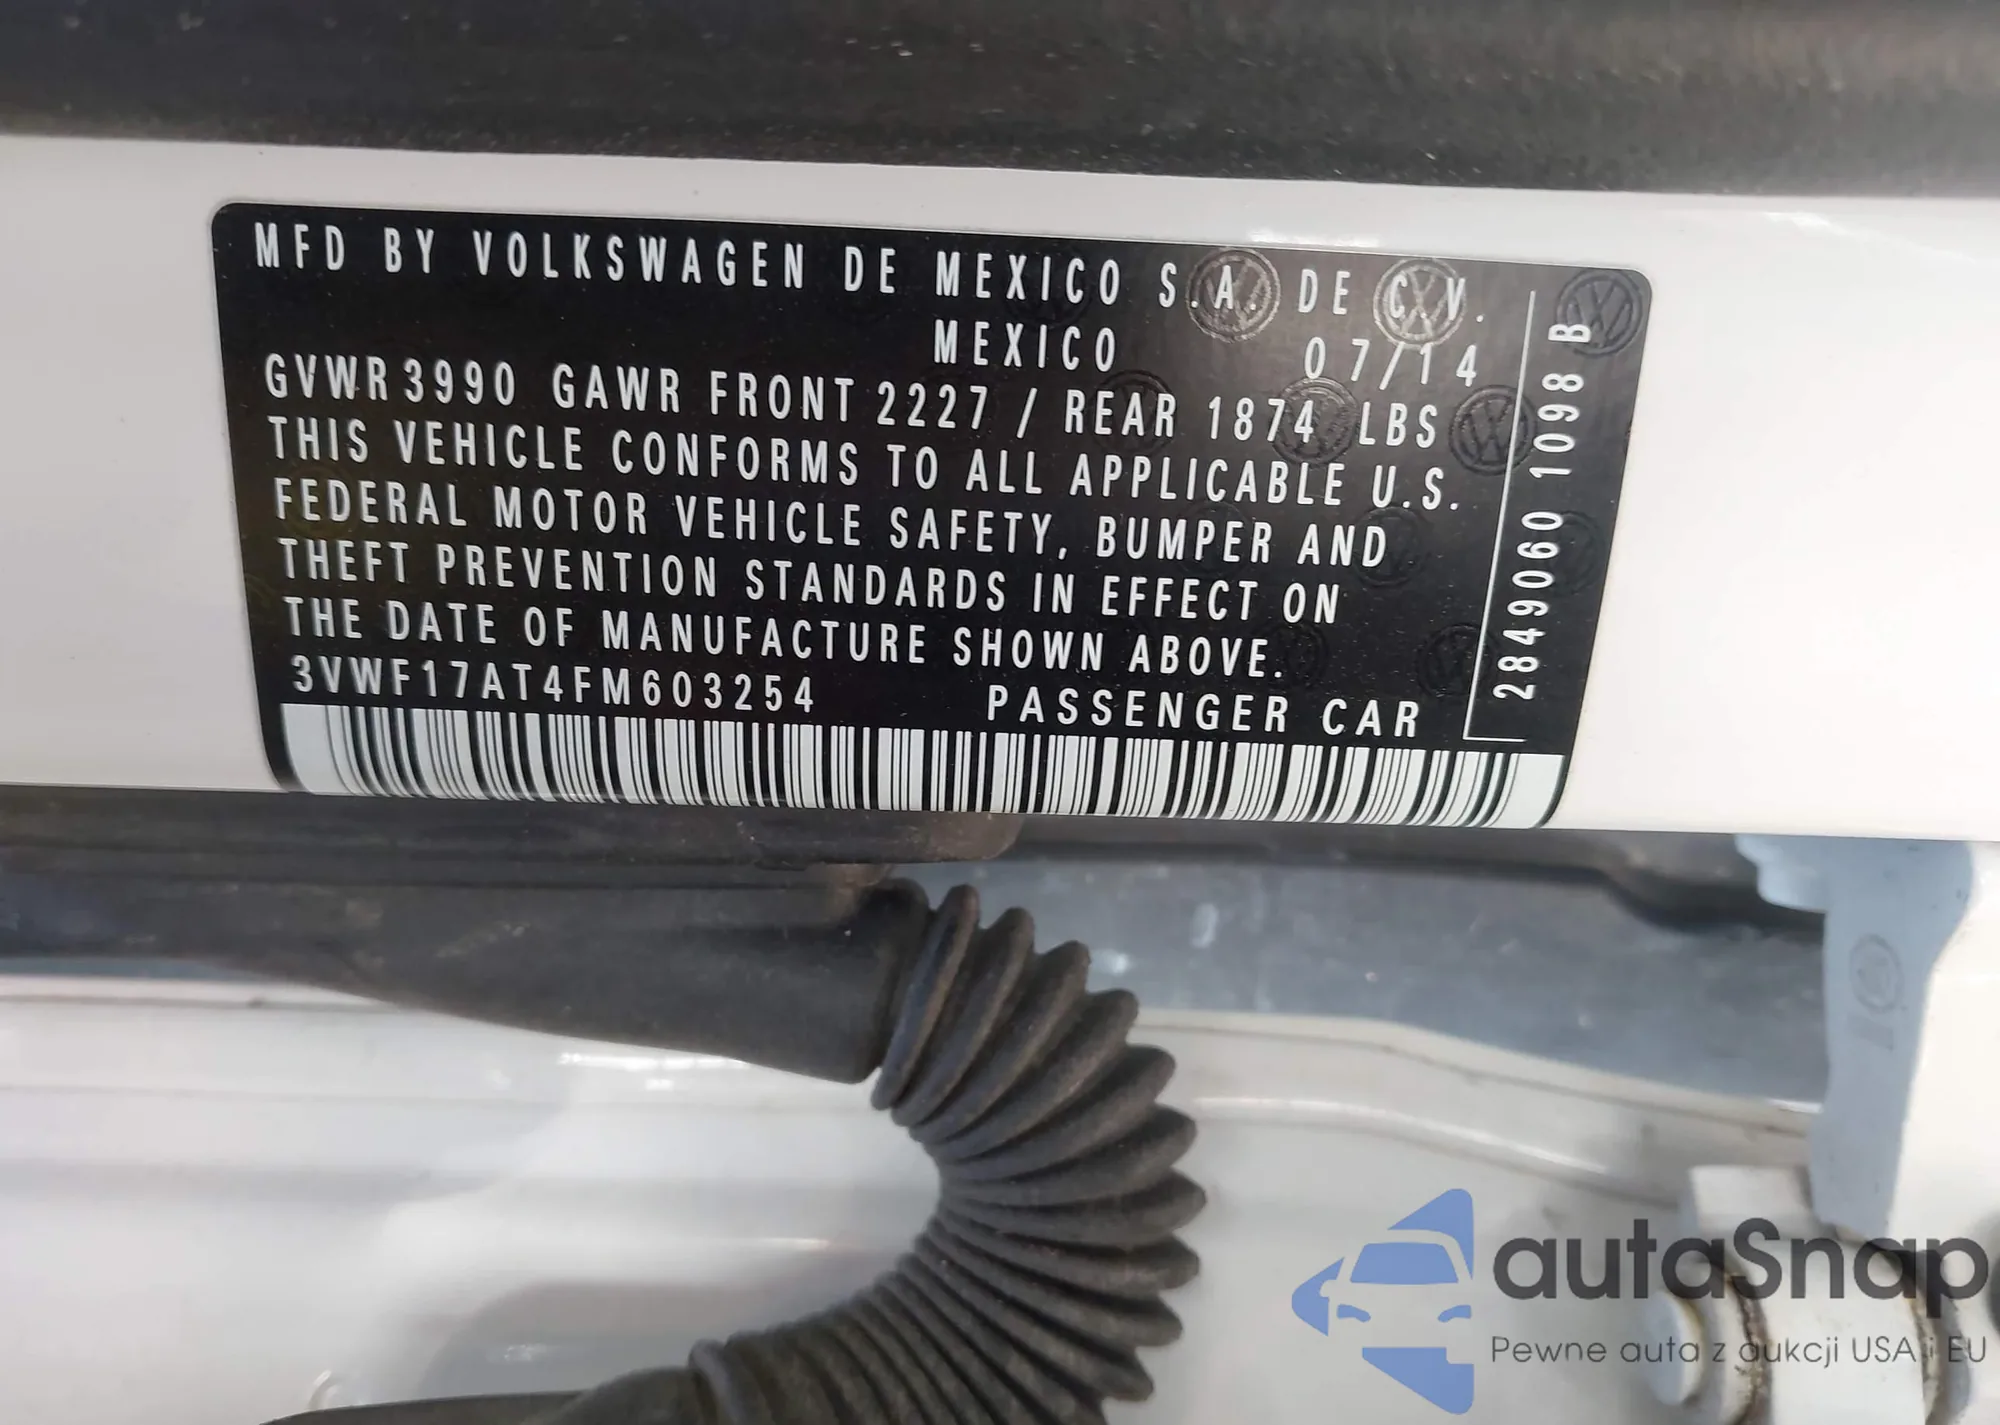 MFD BY VOLKSWAGEN DE MEXICO S.A. DE C.V.
MEXICO 07/14
GVWR 3990 GAWR FRONT 2227 / REAR 1874 LBS
THIS VEHICLE CONFORMS TO ALL APPLICABLE U.S.
FEDERAL MOTOR VEHICLE SAFETY, BUMPER AND
THEFT PREVENTION STANDARDS IN EFFECT ON
THE DATE OF MANUFACTURE SHOWN ABOVE.
3VWF17AT4FM603254 PASSENGER CAR
2849060 1098 B
autaSnap
Pewne auta z aukcji USA i EU